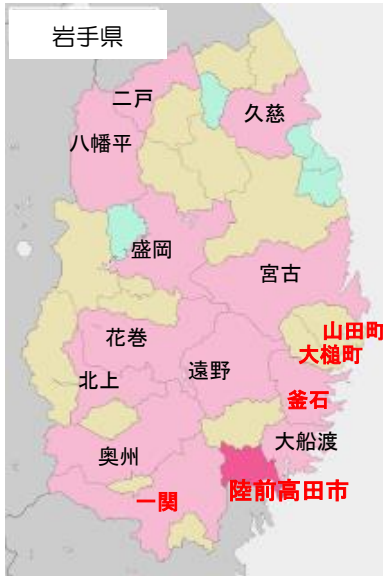 岩手県
二戸
久慈
八幡平
盛岡
宮古
山田町
花巻
大槌町
遠野
北上
釜石
大船渡
奥州
陸前高田市
一関